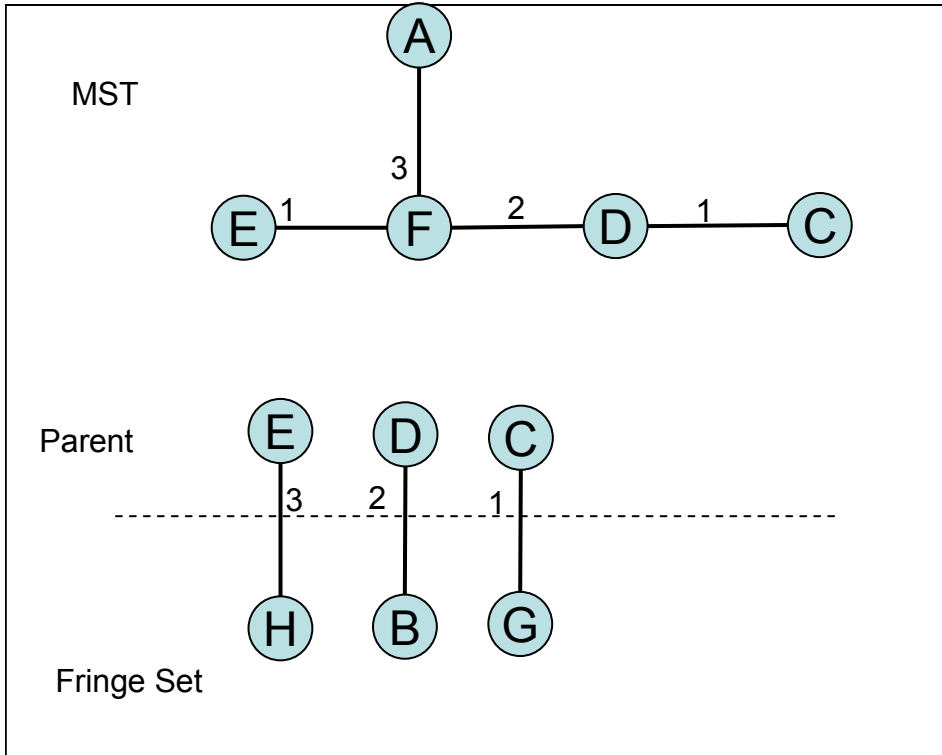 A
MST
3
E 1 F 2 D 1 C
E D C
Parent
3 2 1
H B G
Fringe Set